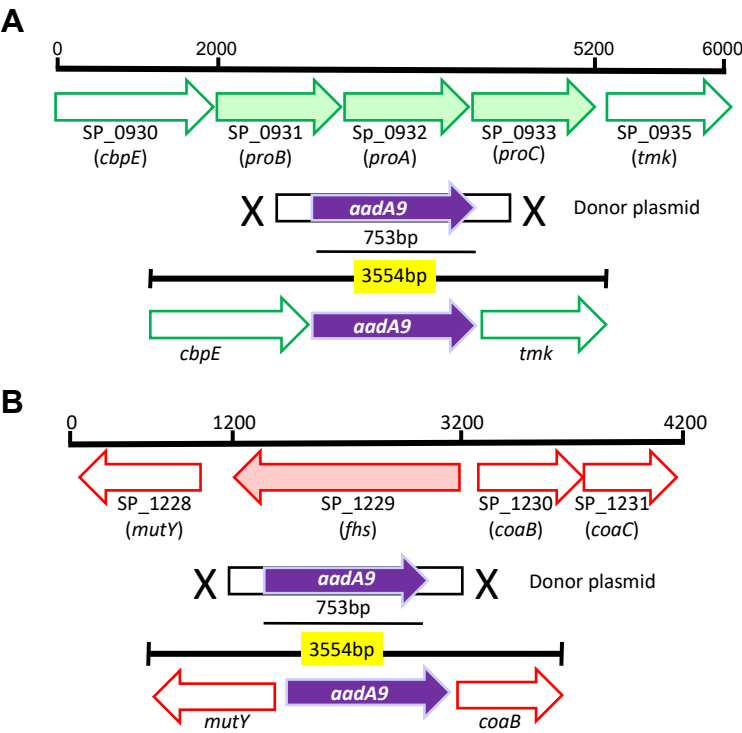 A
0 2000 5200 6000
SP_0930 SP_0931 Sp_0932 SP_0933 SP_0935
(cbpE) (proB) (proA) (proC) (tmk)
X aadA9 X Donor plasmid
753bp
3554bp
aadA9
cbpE tmk
B
0 1200 3200 4200
SP_1228 SP_1229 SP_1230 SP_1231
(mutY) (fhs) (coaB) (coaC)
X aadA9 X Donor plasmid
753bp
3554bp
aadA9
mutY coaB